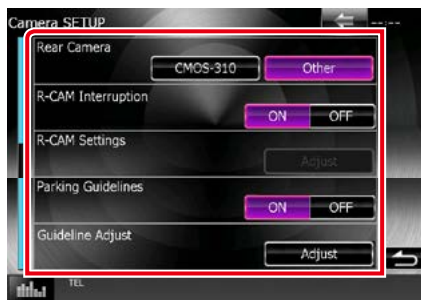 Camera SETUP --:--
Rear Camera
CMOS-310 Other
R-CAM Interruption
ON OFF
R-CAM Settings
Adjust
Parking Guidelines
ON OFF
Guideline Adjust
Adjust
TEL